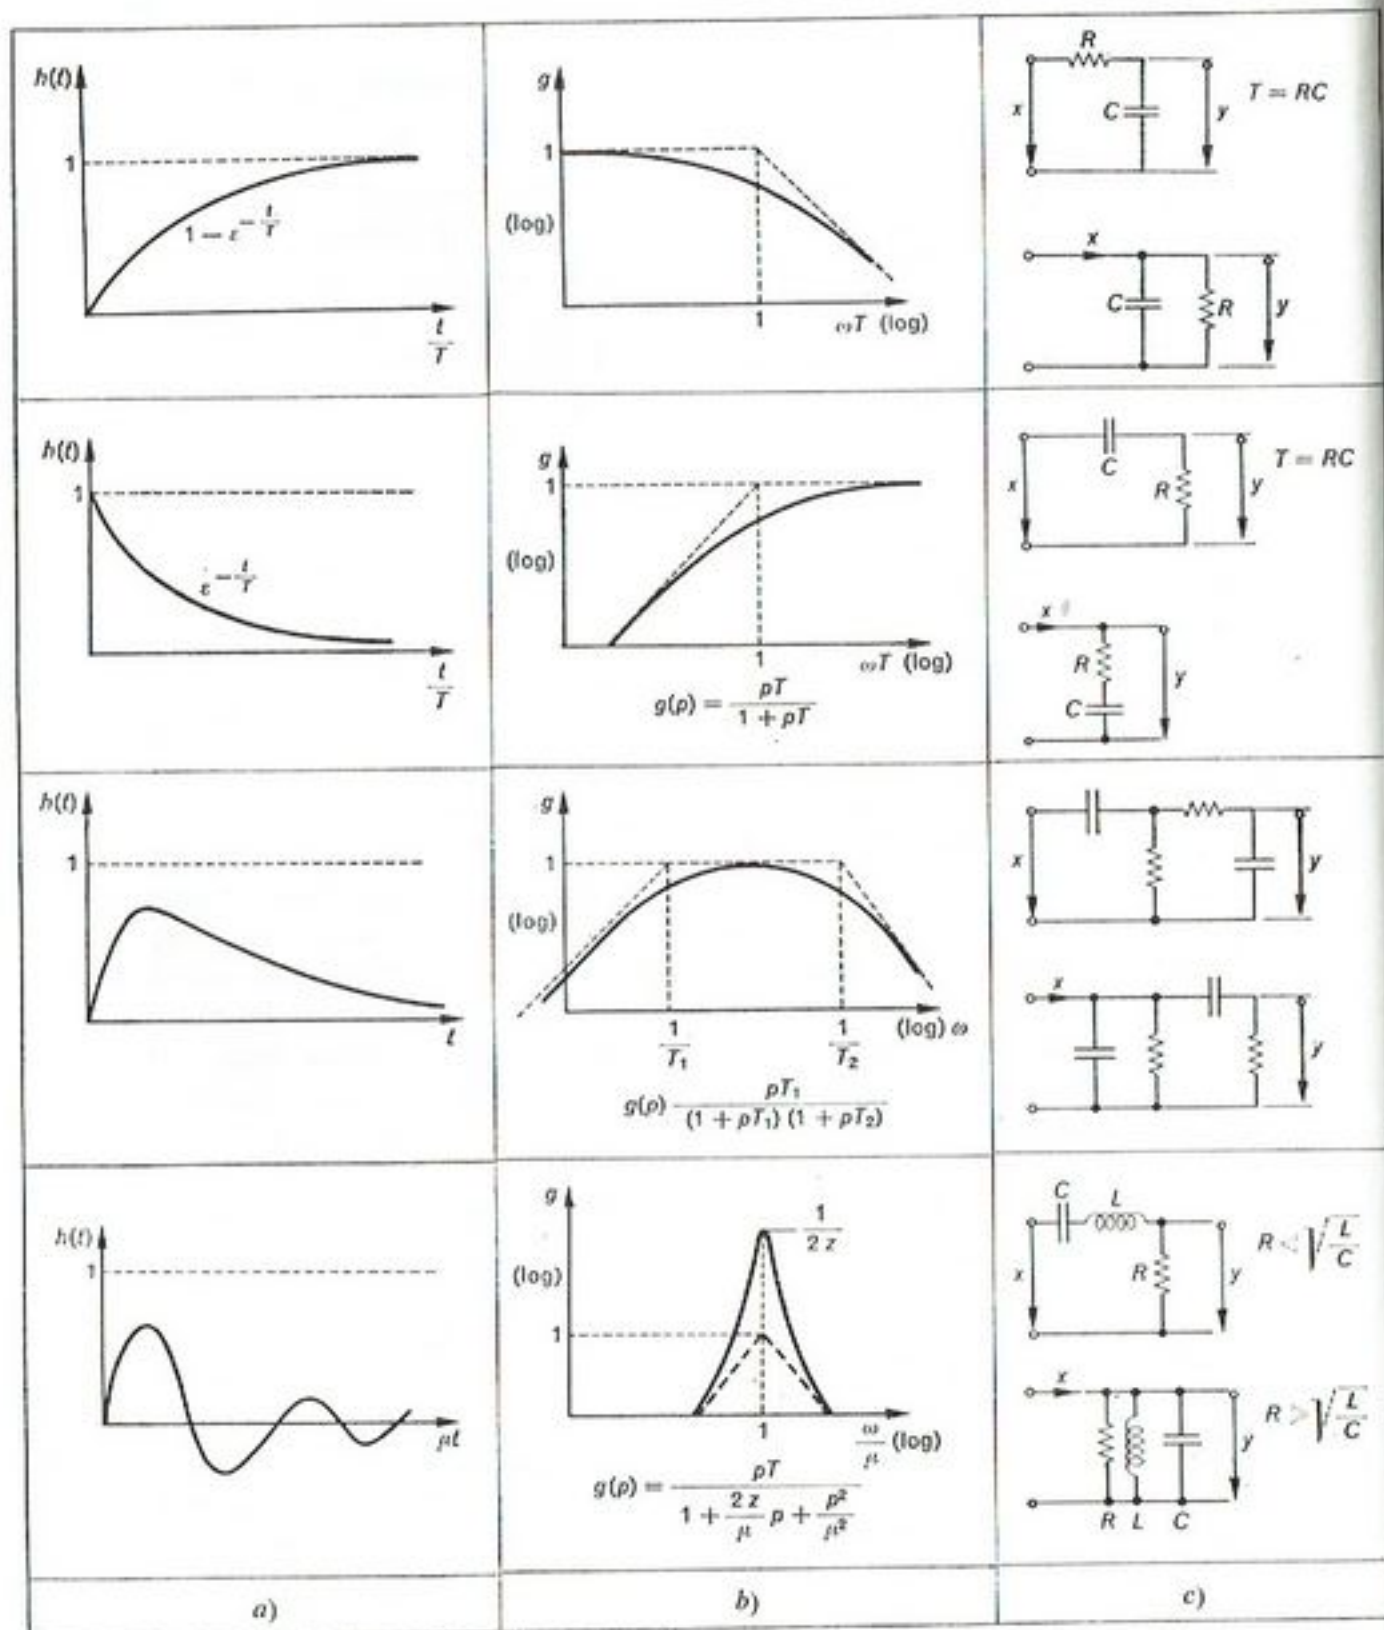 h(t)
1
1 − ε^{−t/T}
t/T
g
1
(log)
1
ωT (log)
R
x
C
y
T = RC
x
C
R
y
h(t)
1
ε^{−t/T}
t/T
g
1
(log)
1
ωT (log)
g(p) = pT / (1 + pT)
C
x
R
y
T = RC
x
R
C
y
h(t)
1
t
g
1
(log)
1/T₁
1/T₂
(log) ω
g(p) pT₁ / ((1 + pT₁) (1 + pT₂))
x
y
x
y
h(t)
1
μt
g
1/(2 z)
(log)
1
1
ω/μ (log)
g(p) = pT / (1 + (2 z/μ) p + p²/μ²)
C
L
x
R
y
R < √(L/C)
x
y
R > √(L/C)
R L C
a)
b)
c)